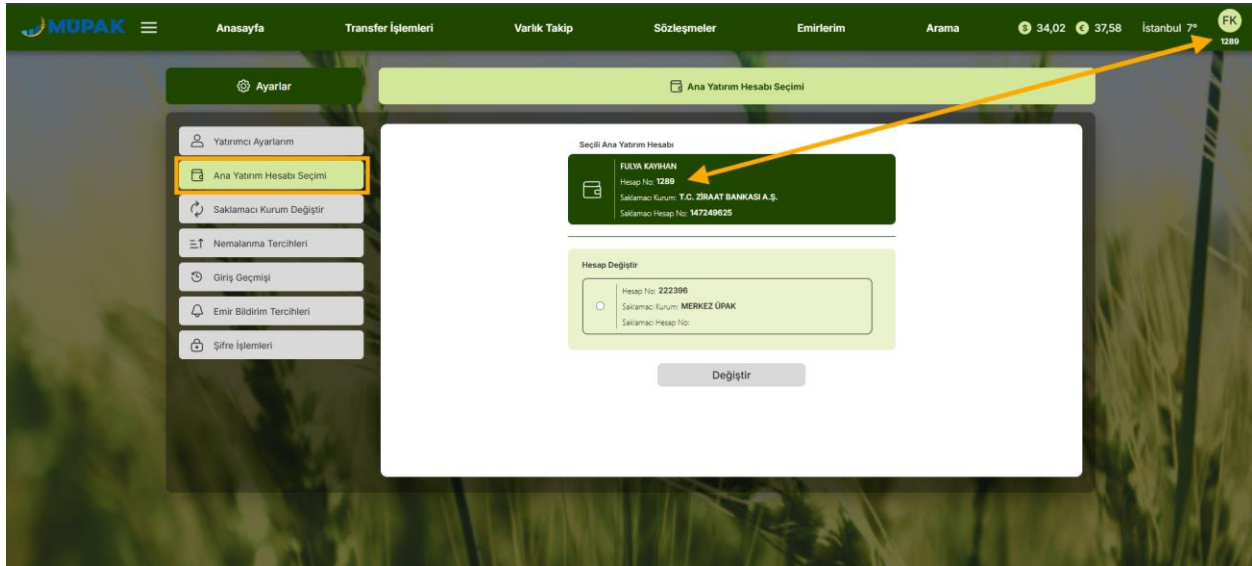 MÜPAK
Anasayfa
Transfer İşlemleri
Varlık Takip
Sözleşmeler
Emirlerim
Arama
$ 34,02 € 37,58
İstanbul 7°
FK
1289
Ayarlar
Ana Yatırım Hesabı Seçimi
Yatırımcı Ayarlarım
Ana Yatırım Hesabı Seçimi
Saklamacı Kurum Değiştir
Nemalanma Tercihleri
Giriş Geçmişi
Emir Bildirim Tercihleri
Şifre İşlemleri
Seçili Ana Yatırım Hesabı
FULYA KAYIHAN
Hesap No: 1289
Saklamacı Kurum: T.C. ZİRAAT BANKASI A.Ş.
Saklamacı Hesap No: 147249625
Hesap Değiştir
Hesap No: 222396
Saklamacı Kurum: MERKEZ ÜPAK
Saklamacı Hesap No:
Değiştir